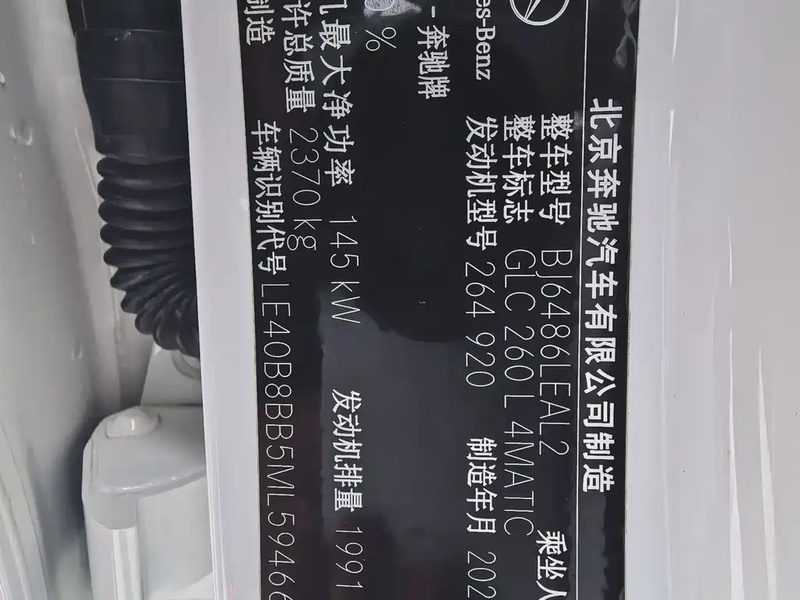 北京奔驰汽车有限公司制造
整车型号 BJ6486LEAL2 乘坐人
整车标志 GLC 260 L 4MATIC
es-Benz 发动机型号 264 920 制造年月 202
- 奔驰牌
%
机最大净功率 145 kW 发动机排量 1991
许总质量 2370 kg
制造 车辆识别代号 LE40B8BB5ML59466